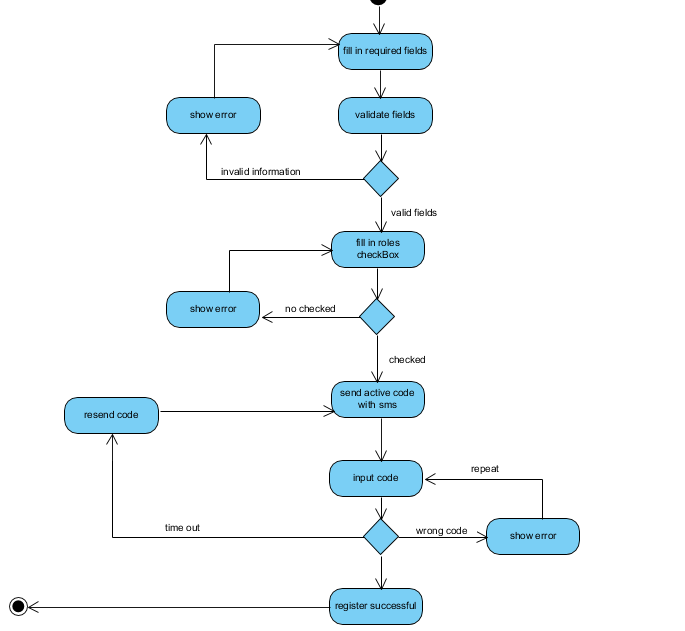 fill in required fields
show error
validate fields
invalid information
valid fields
fill in roles
checkBox
show error
no checked
checked
send active code
with sms
resend code
input code
repeat
time out
wrong code
show error
register successful